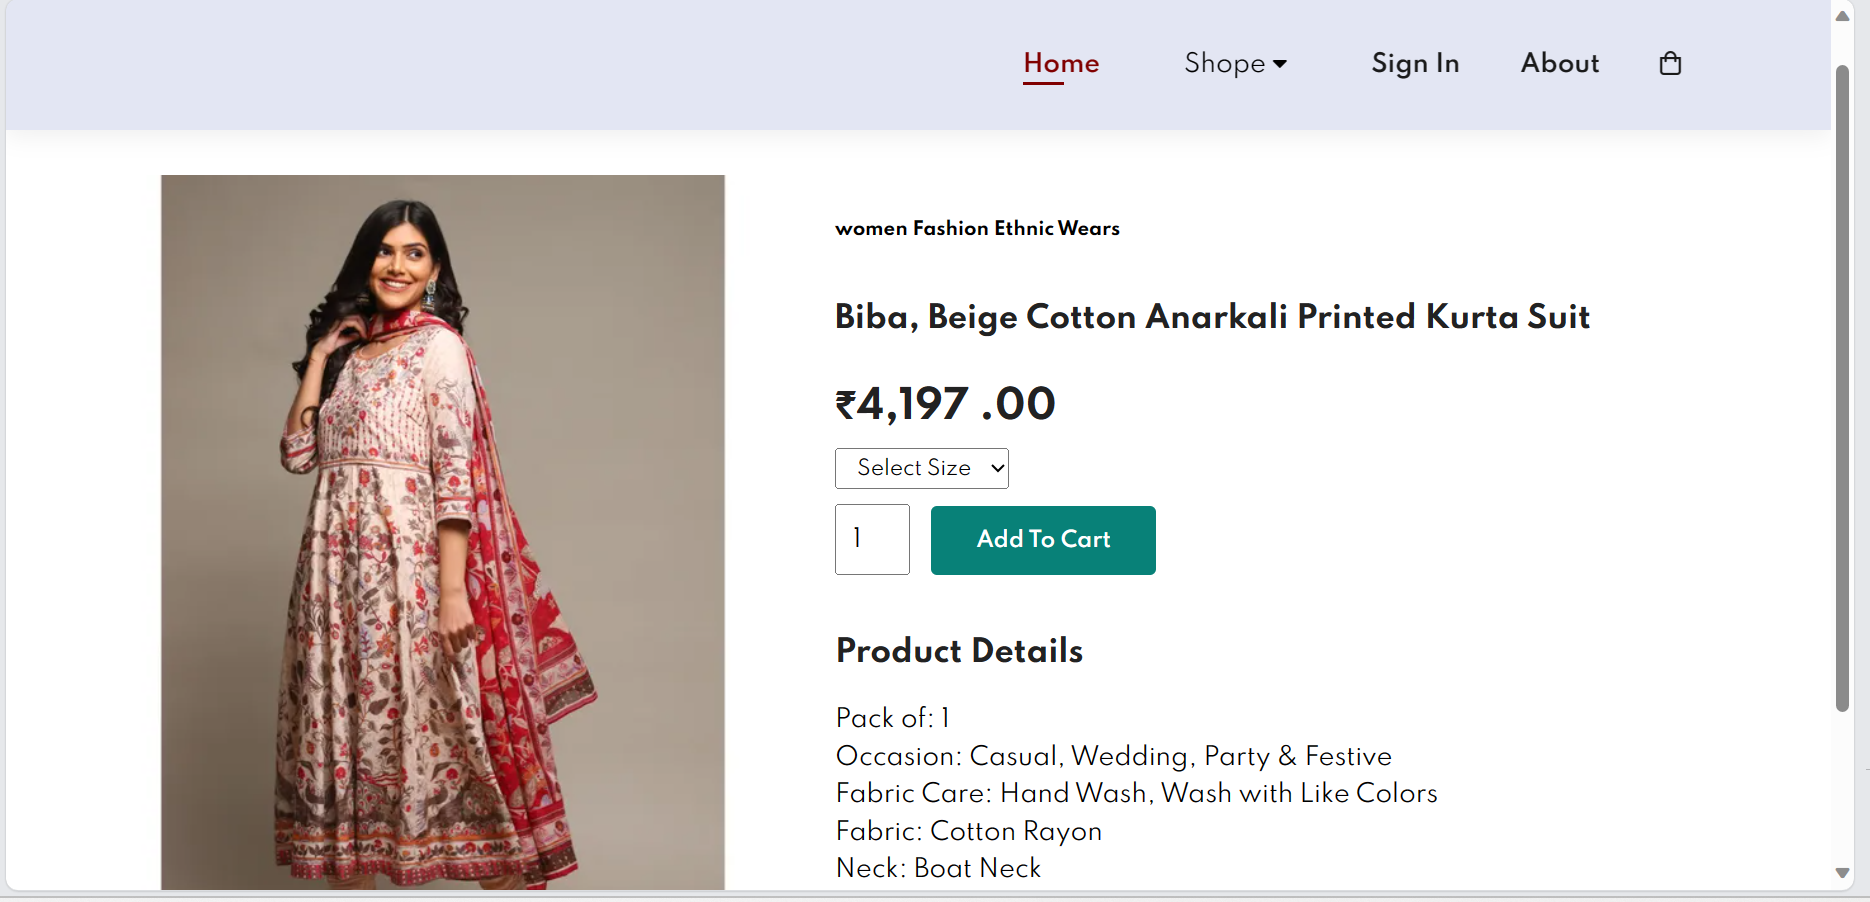 Home Shope Sign In About
women Fashion Ethnic Wears
Biba, Beige Cotton Anarkali Printed Kurta Suit
₹4,197 .00
Select Size
1 Add To Cart
Product Details
Pack of: 1
Occasion: Casual, Wedding, Party & Festive
Fabric Care: Hand Wash, Wash with Like Colors
Fabric: Cotton Rayon
Neck: Boat Neck